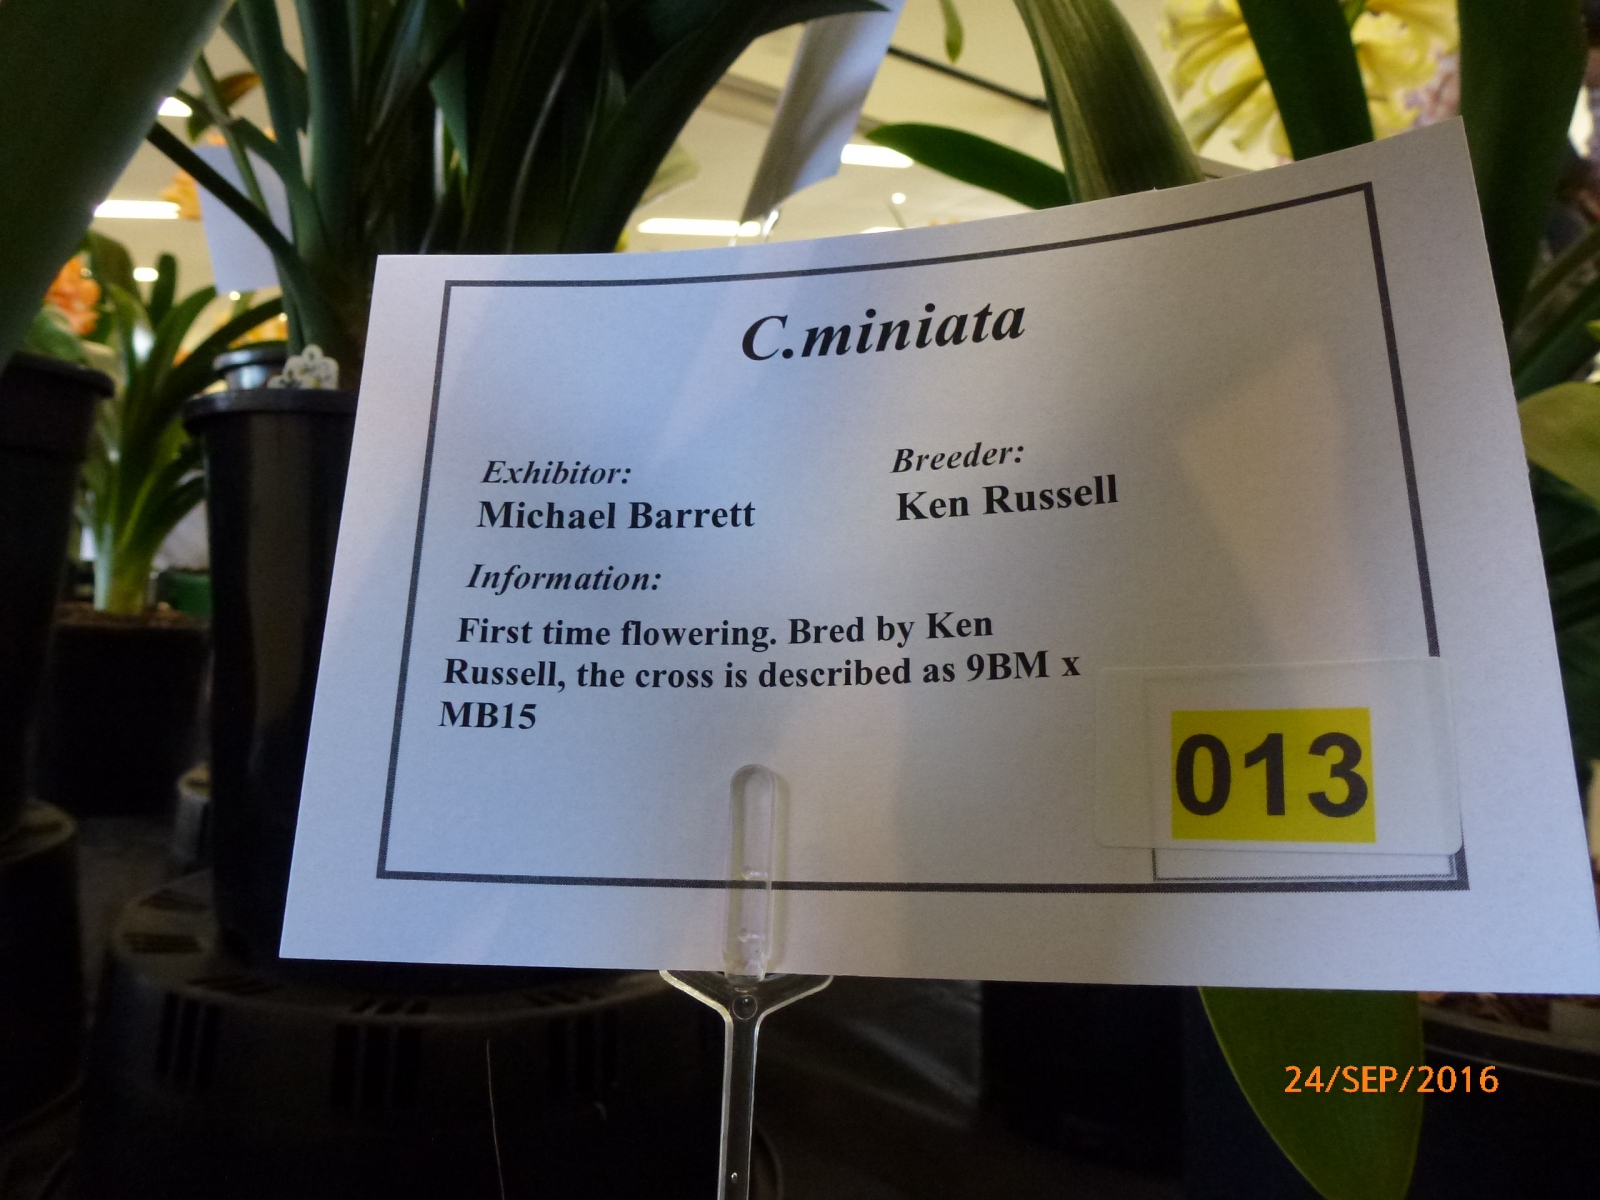 C.miniata
Exhibitor:
Michael Barrett
Breeder:
Ken Russell
Information:
First time flowering. Bred by Ken
Russell, the cross is described as 9BM x
MB15
013
24/SEP/2016